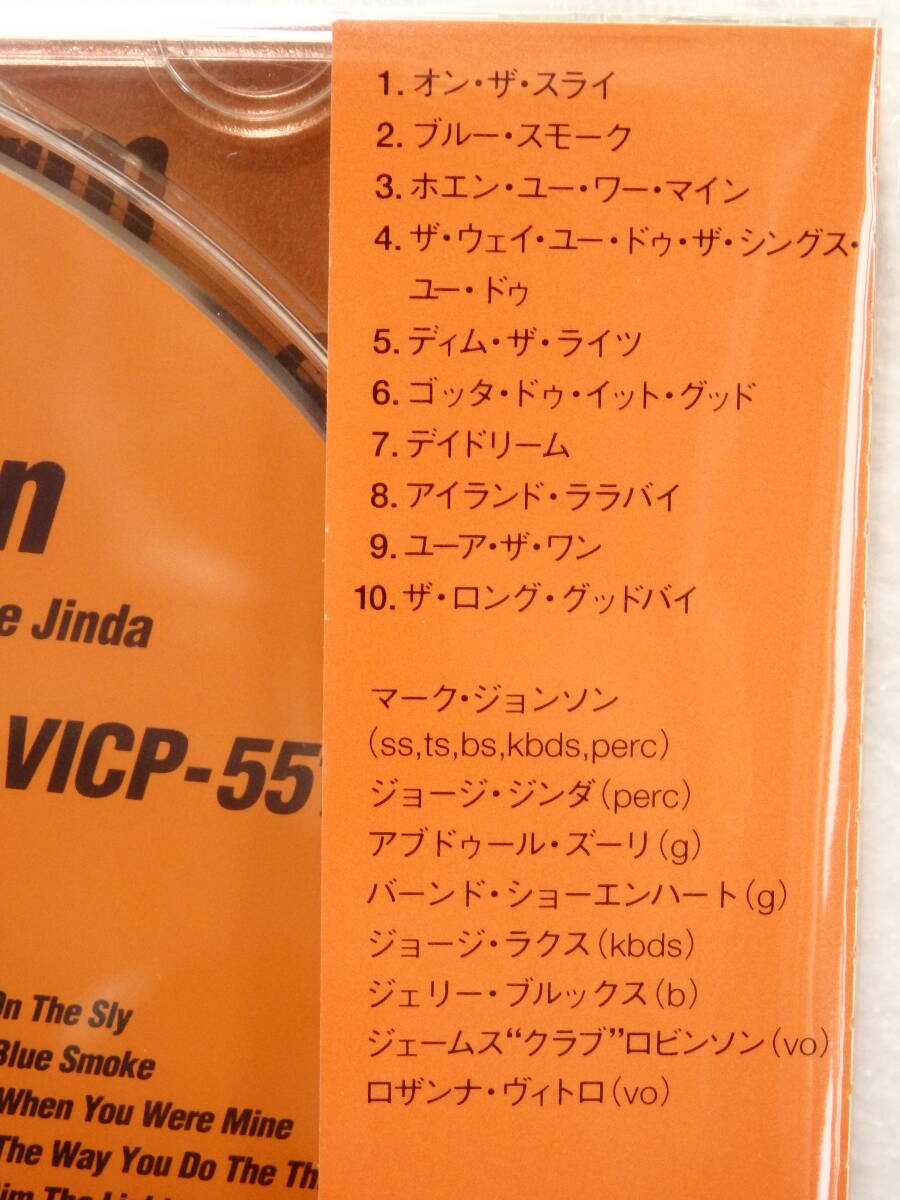 1. オン・ザ・スライ
2. ブルー・スモーク
3. ホエン・ユー・ワー・マイン
4. ザ・ウェイ・ユー・ドゥ・ザ・シングス・
ユー・ドゥ
5. ディム・ザ・ライツ
6. ゴッタ・ドゥ・イット・グッド
7. デイドリーム
8. アイランド・ララバイ
9. ユーア・ザ・ワン
10. ザ・ロング・グッドバイ
マーク・ジョンソン
(ss,ts,bs,kbds,perc)
ジョージ・ジンダ(perc)
アブドゥール・ズーリ(g)
バーンド・ショーエンハート(g)
ジョージ・ラクス(kbds)
ジェリー・ブルックス(b)
ジェームス“クラブ”ロビンソン(vo)
ロザンナ・ヴィトロ(vo)
n
e Jinda
VICP-55
On The Sly
Blue Smoke
When You Were Mine
The Way You Do The Th